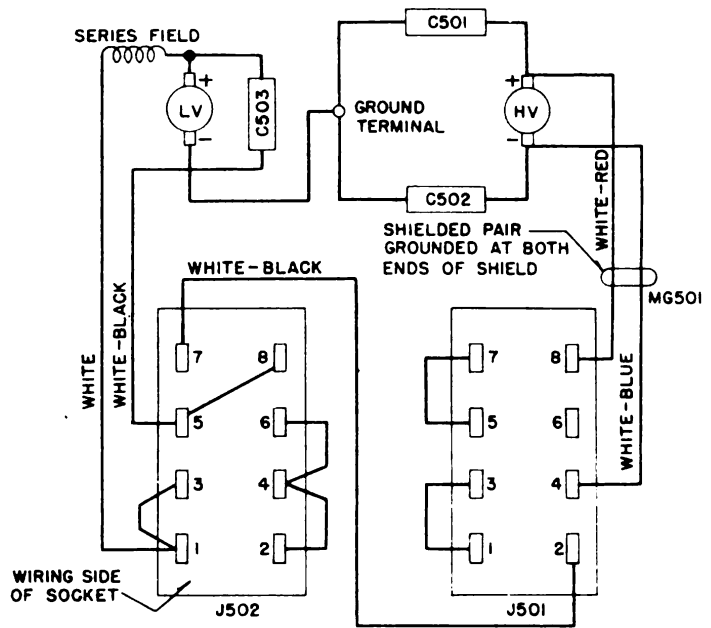 SERIES FIELD
C501
+
LV
-
C503
GROUND
TERMINAL
+
HV
-
C502
WHITE-RED
SHIELDED PAIR
GROUNDED AT BOTH
ENDS OF SHIELD
MG501
WHITE-BLACK
WHITE
WHITE-BLACK
WHITE-BLUE
7 8
5 6
3 4
1 2
7 8
5 6
3 4
1 2
WIRING SIDE
OF SOCKET
J502
J501